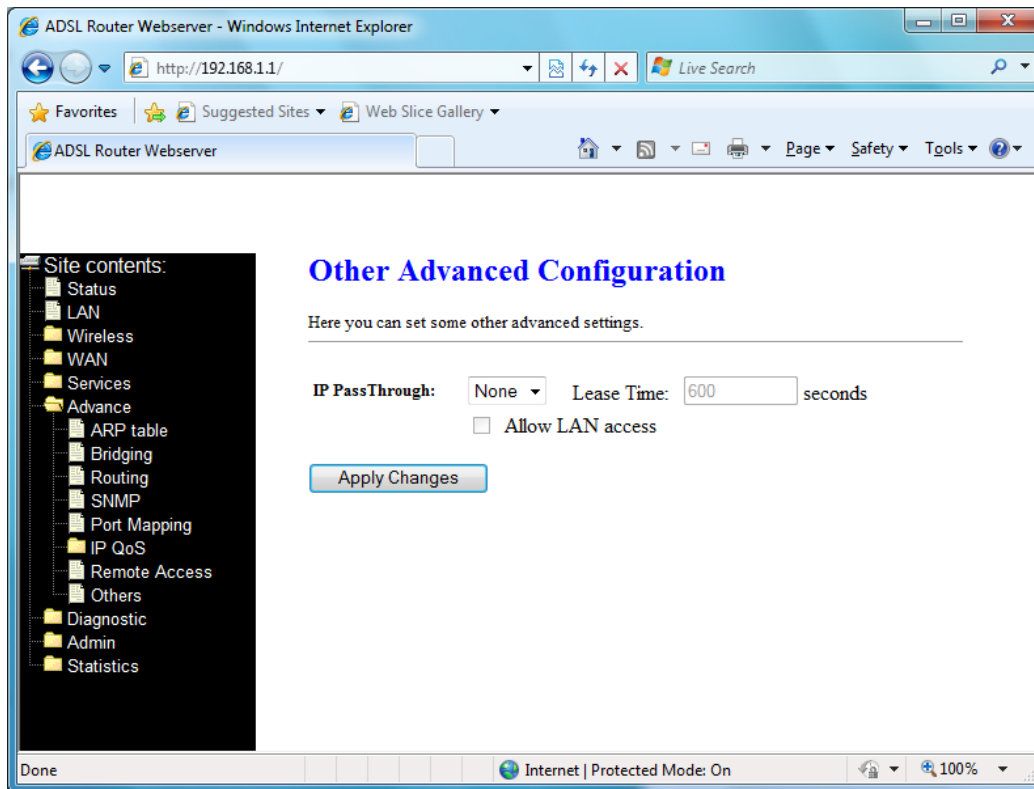 ADSL Router Webserver - Windows Internet Explorer
http://192.168.1.1/
Live Search
Favorites
Suggested Sites
Web Slice Gallery
ADSL Router Webserver
Page
Safety
Tools
Site contents:
Status
LAN
Wireless
WAN
Services
Advance
ARP table
Bridging
Routing
SNMP
Port Mapping
IP QoS
Remote Access
Others
Diagnostic
Admin
Statistics
Other Advanced Configuration
Here you can set some other advanced settings.
IP PassThrough: None Lease Time: 600 seconds
Allow LAN access
Apply Changes
Done
Internet | Protected Mode: On
100%